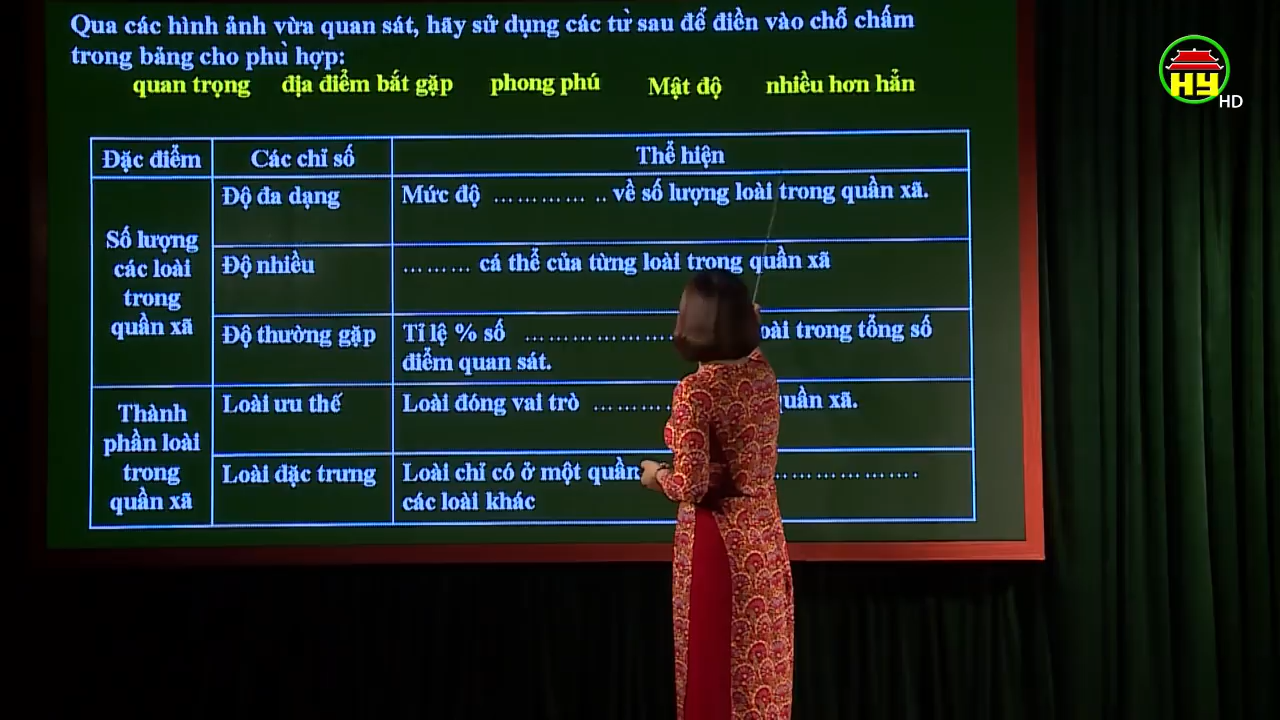 Qua các hình ảnh vừa quan sát, hãy sử dụng các từ sau để điền vào chỗ chấm
trong bảng cho phù hợp:
quan trọng địa điểm bắt gặp phong phú Mật độ nhiều hơn hẳn
HY
HD
Đặc điểm Các chỉ số Thể hiện
Số lượng
các loài
trong
quần xã
Độ đa dạng
Mức độ ………… .. về số lượng loài trong quần xã.
Độ nhiều
……… cá thể của từng loài trong quần xã
Độ thường gặp
Tỉ lệ % số ………………. trong tổng số
điểm quan sát.
Thành
phần loài
trong
quần xã
Loài ưu thế
Loài đóng vai trò ……… xã.
Loài đặc trưng
Loài chỉ có ở một quần …………….
các loài khác